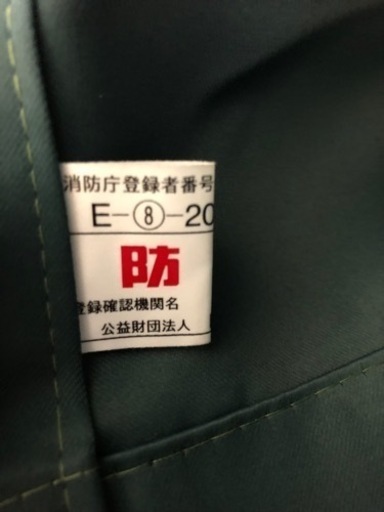 消防庁登録者番号
E-⑧-20
防
登録確認機関名
公益財団法人